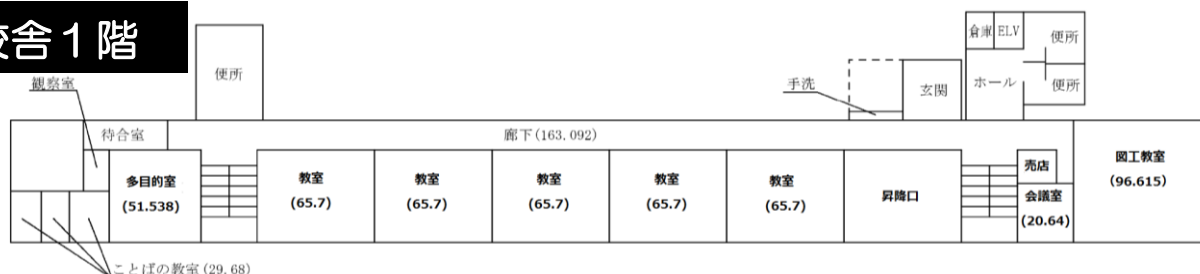 校舎１階
倉庫
ELV
便所
便所
観察室
便所
手洗
玄関
ホール
便所
待合室
廊下(163.092)
多目的室
(51.538)
教室
(65.7)
教室
(65.7)
教室
(65.7)
教室
(65.7)
教室
(65.7)
昇降口
売店
会議室
(20.64)
図工教室
(96.615)
ことばの教室(29.68)